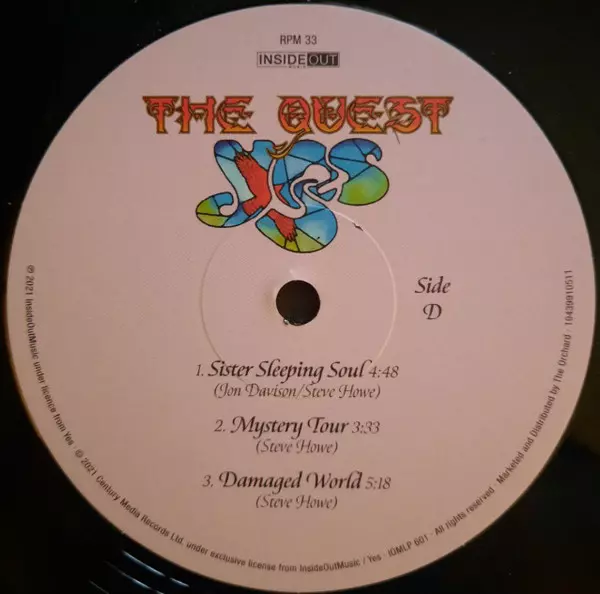 RPM 33
INSIDEOUT
MUSIC
THE QUEST
YES
Side
D
1. Sister Sleeping Soul 4:48
(Jon Davison/Steve Howe)
2. Mystery Tour 3:33
(Steve Howe)
3. Damaged World 5:18
(Steve Howe)
℗ 2021 InsideOutMusic under licence from Yes · © 2021 Century Media Records Ltd. under exclusive license from InsideOutMusic / Yes · IOMLP 601 · All rights reserved · Marketed and Distributed by The Orchard · 19439910511